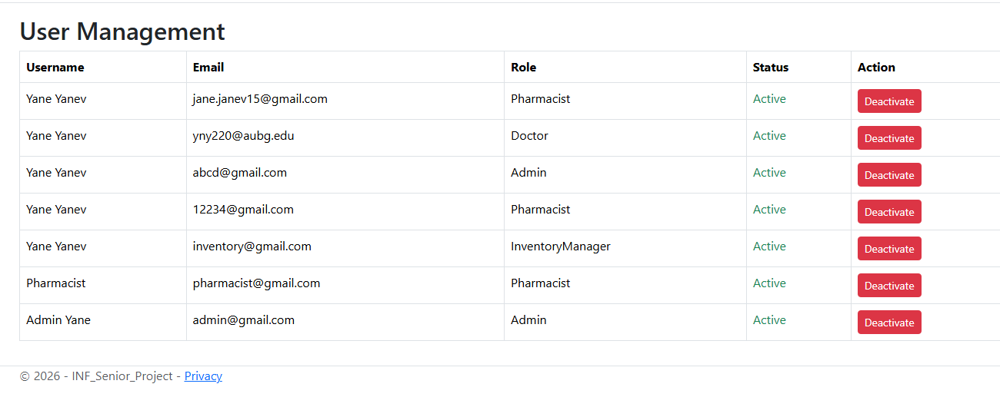 User Management
Username Email Role Status Action
Yane Yanev jane.janev15@gmail.com Pharmacist Active Deactivate
Yane Yanev yny220@aubg.edu Doctor Active Deactivate
Yane Yanev abcd@gmail.com Admin Active Deactivate
Yane Yanev 12234@gmail.com Pharmacist Active Deactivate
Yane Yanev inventory@gmail.com InventoryManager Active Deactivate
Pharmacist pharmacist@gmail.com Pharmacist Active Deactivate
Admin Yane admin@gmail.com Admin Active Deactivate
© 2026 - INF_Senior_Project - Privacy